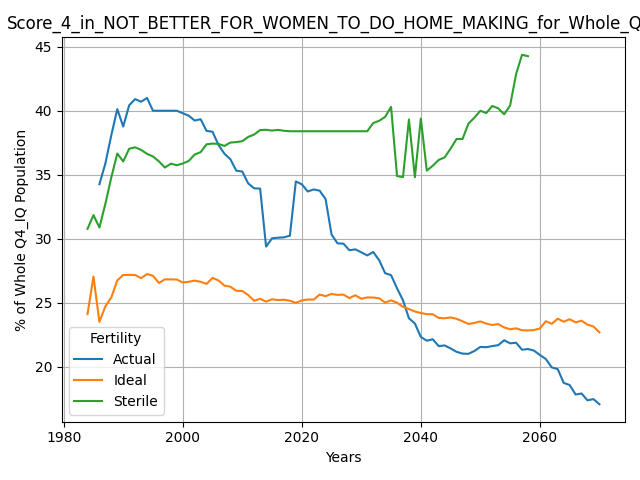 Score_4_in_NOT_BETTER_FOR_WOMEN_TO_DO_HOME_MAKING_for_Whole_Q
45
40
35
30
25
20
% of Whole Q4_IQ Population
Fertility
Actual
Ideal
Sterile
1980 2000 2020 2040 2060
Years